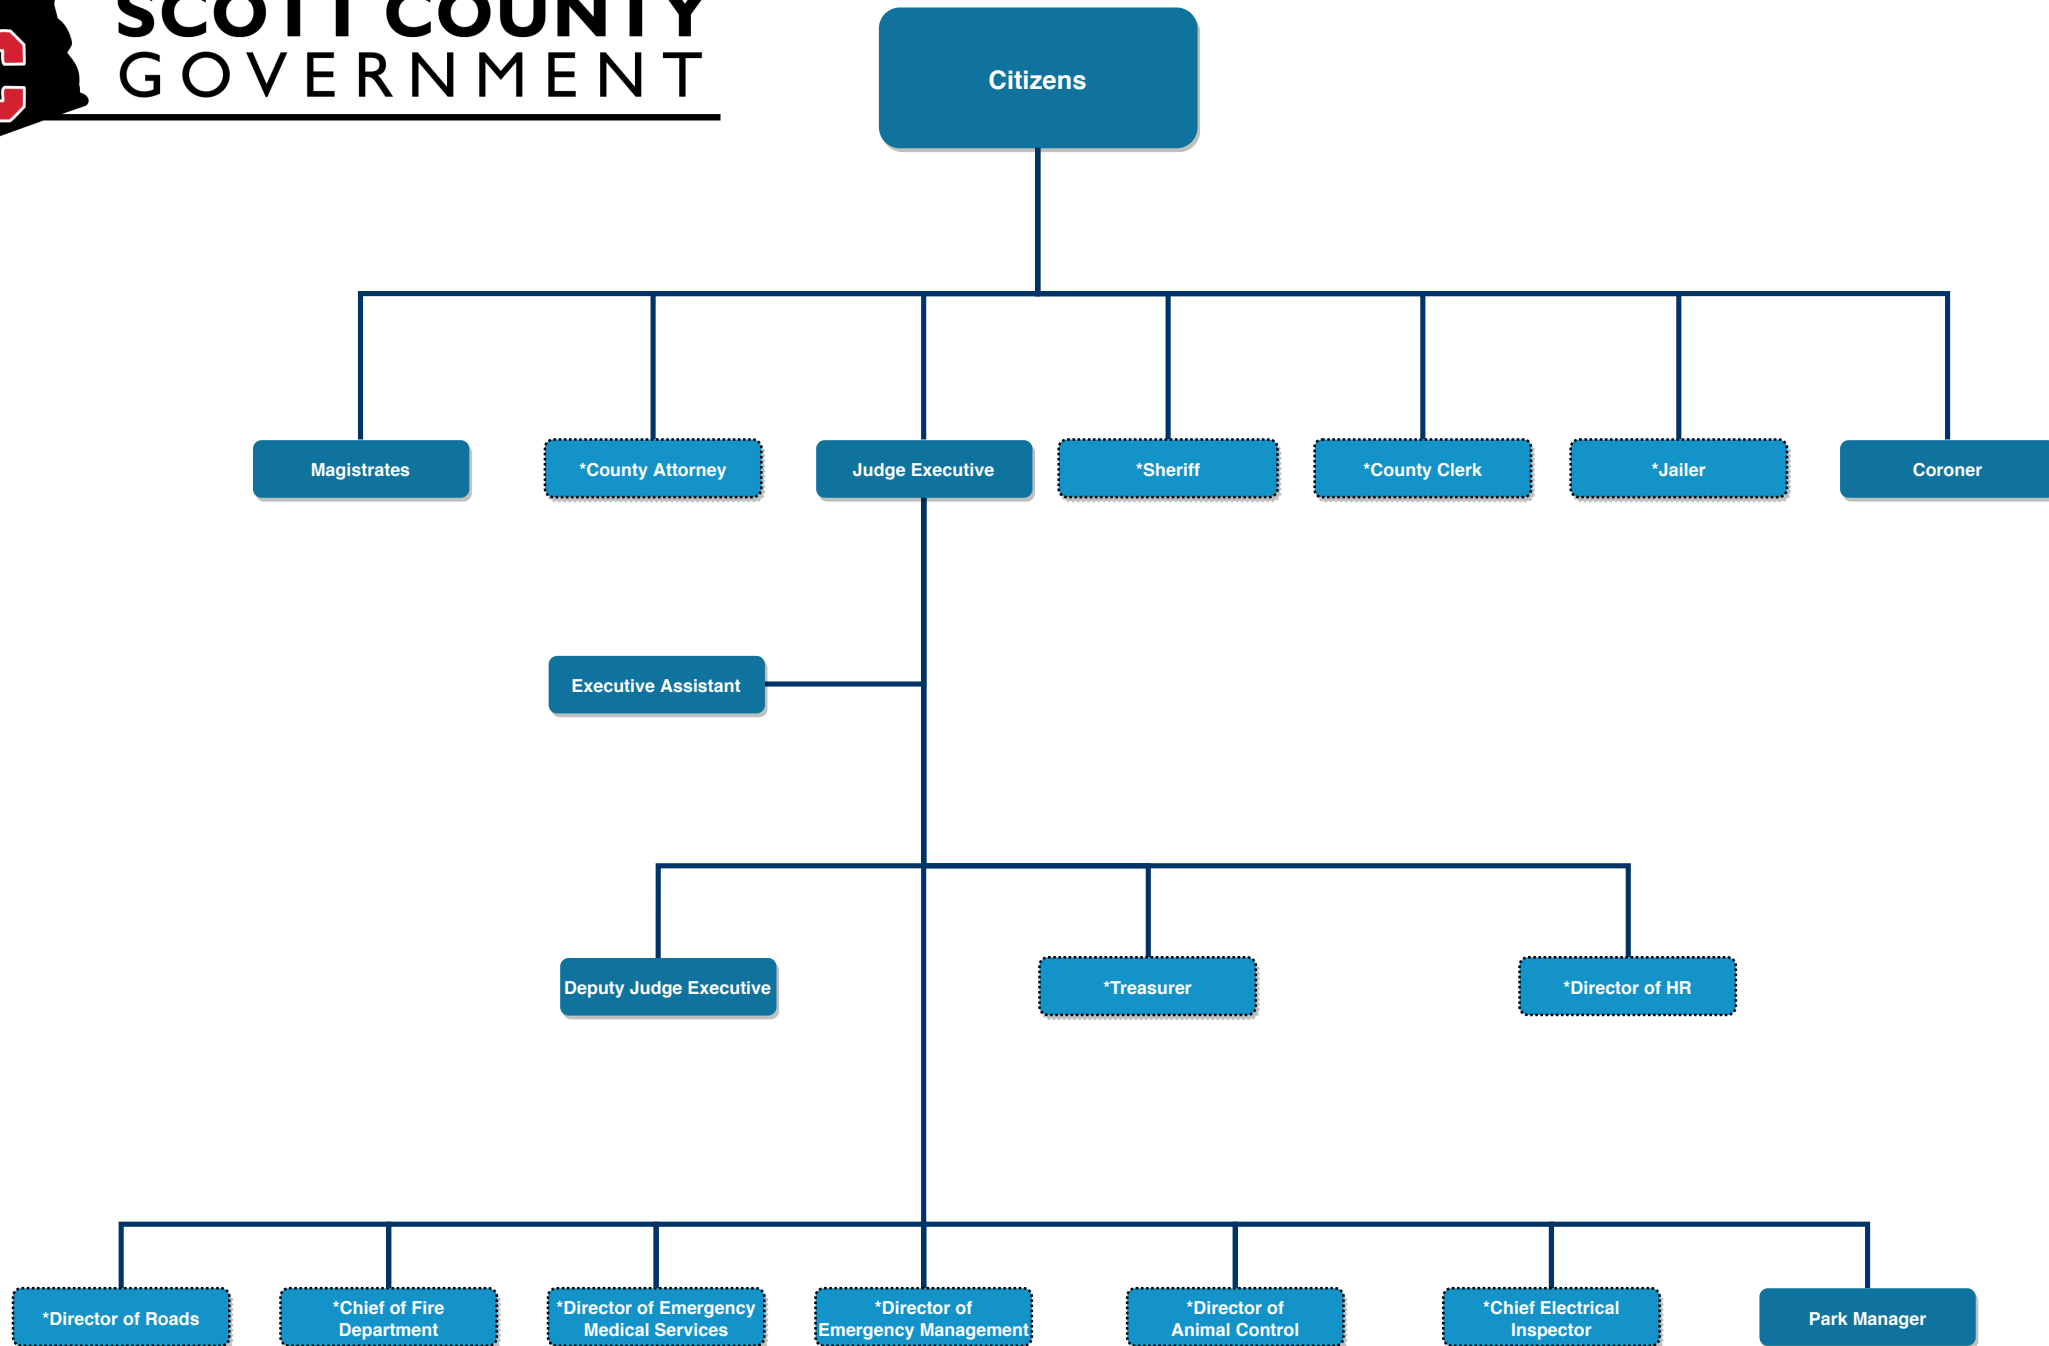 SCOTT COUNTY
GOVERNMENT
C
Citizens
Magistrates
*County Attorney
Judge Executive
*Sheriff
*County Clerk
*Jailer
Coroner
Executive Assistant
Deputy Judge Executive
*Treasurer
*Director of HR
*Director of Roads
*Chief of Fire
Department
*Director of Emergency
Medical Services
*Director of
Emergency Management
*Director of
Animal Control
*Chief Electrical
Inspector
Park Manager